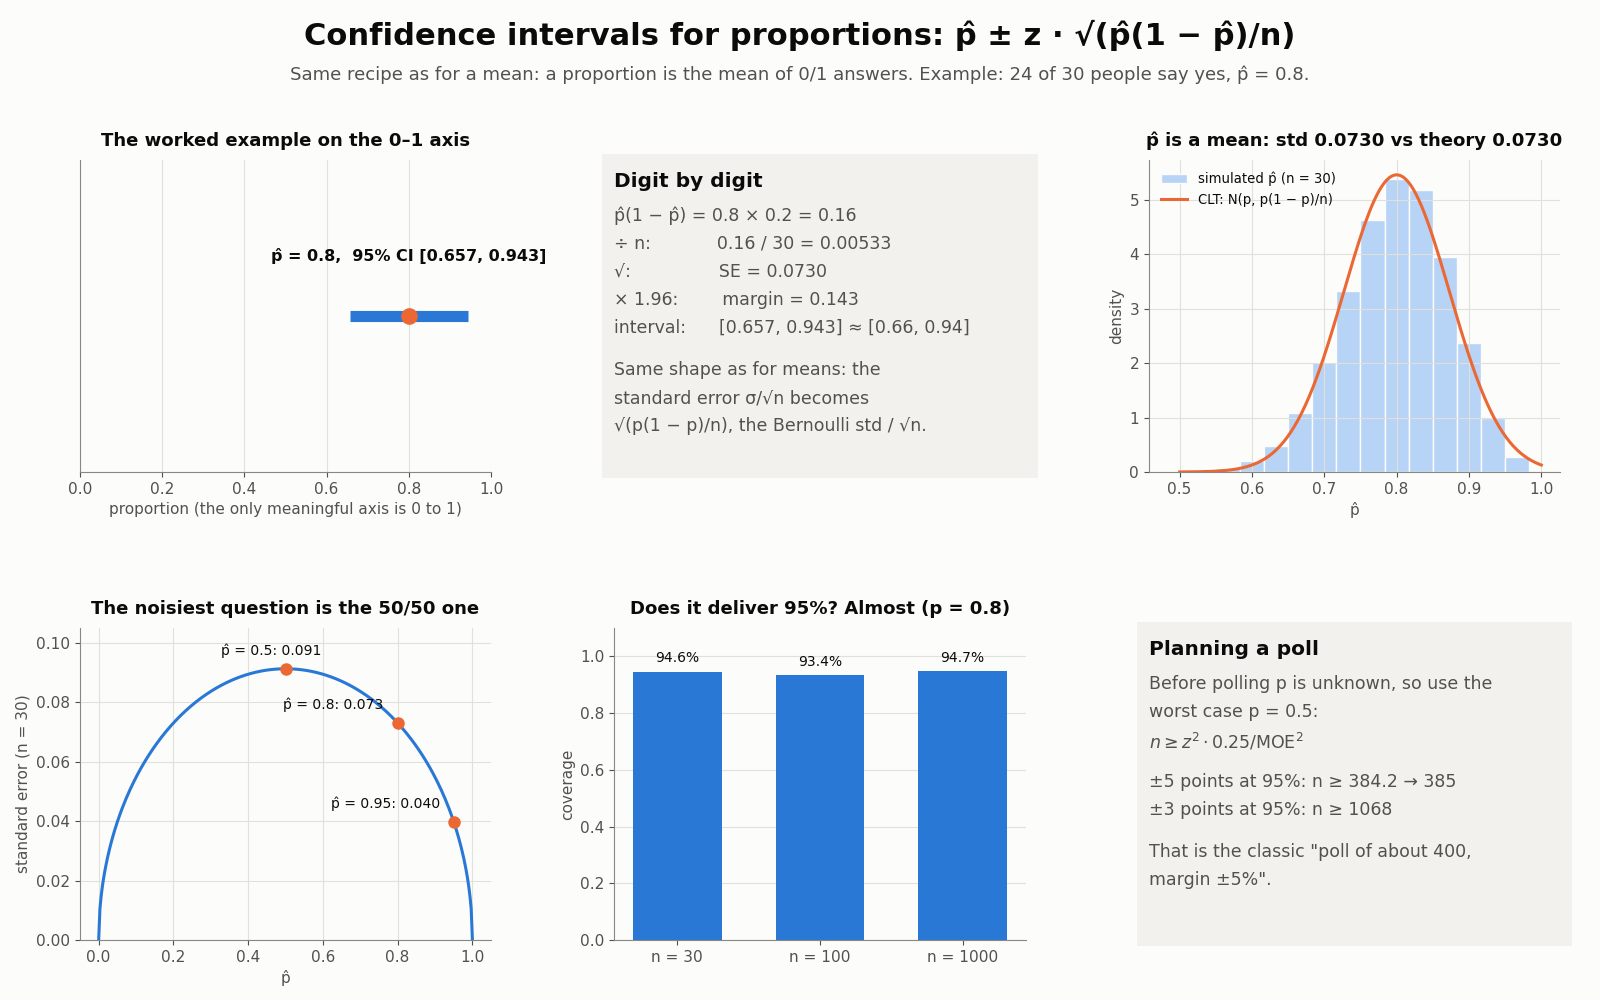 Confidence intervals for proportions: p̂ ± z · √(p̂(1 − p̂)/n)
Same recipe as for a mean: a proportion is the mean of 0/1 answers. Example: 24 of 30 people say yes, p̂ = 0.8.
The worked example on the 0–1 axis
p̂ = 0.8,  95% CI [0.657, 0.943]
0.0 0.2 0.4 0.6 0.8 1.0
proportion (the only meaningful axis is 0 to 1)
Digit by digit
p̂(1 − p̂) = 0.8 × 0.2 = 0.16
÷ n: 0.16 / 30 = 0.00533
√: SE = 0.0730
× 1.96: margin = 0.143
interval: [0.657, 0.943] ≈ [0.66, 0.94]
Same shape as for means: the
standard error σ/√n becomes
√(p(1 − p)/n), the Bernoulli std / √n.
p̂ is a mean: std 0.0730 vs theory 0.0730
simulated p̂ (n = 30)
CLT: N(p, p(1 − p)/n)
density
5
4
3
2
1
0
0.5 0.6 0.7 0.8 0.9 1.0
p̂
The noisiest question is the 50/50 one
standard error (n = 30)
0.10
0.08
0.06
0.04
0.02
0.00
p̂ = 0.5: 0.091
p̂ = 0.8: 0.073
p̂ = 0.95: 0.040
0.0 0.2 0.4 0.6 0.8 1.0
p̂
Does it deliver 95%? Almost (p = 0.8)
coverage
1.0
0.8
0.6
0.4
0.2
0.0
94.6% 93.4% 94.7%
n = 30 n = 100 n = 1000
Planning a poll
Before polling p is unknown, so use the
worst case p = 0.5:
n ≥ z² · 0.25/MOE²
±5 points at 95%: n ≥ 384.2 → 385
±3 points at 95%: n ≥ 1068
That is the classic "poll of about 400,
margin ±5%".